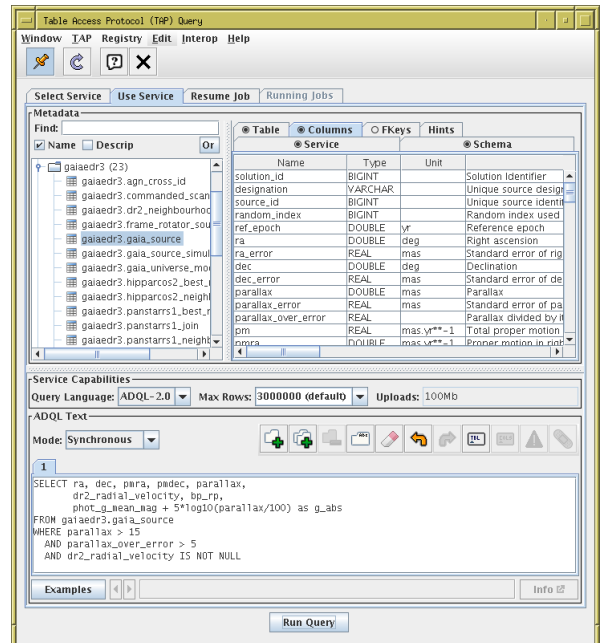 Table Access Protocol (TAP) Query
Window TAP Registry Edit Interop Help
Select Service Use Service Resume Job Running Jobs
Metadata
Find:
Name Descrip Or
gaiaedr3 (23)
gaiaedr3.agn_cross_id
gaiaedr3.commanded_scan
gaiaedr3.dr2_neighbourhoo
gaiaedr3.frame_rotator_sou
gaiaedr3.gaia_source
gaiaedr3.gaia_source_simul
gaiaedr3.gaia_universe_mo
gaiaedr3.hipparcos2_best_
gaiaedr3.hipparcos2_neighl
gaiaedr3.panstarrs1_best_r
gaiaedr3.panstarrs1_join
gaiaedr3.panstarrs1_neight
Table Columns FKeys Hints
Service Schema
Name Type Unit
solution_id BIGINT Solution Identifier
designation VARCHAR Unique source desigr
source_id BIGINT Unique source identif
random_index BIGINT Random index used
ref_epoch DOUBLE yr Reference epoch
ra DOUBLE deg Right ascension
ra_error REAL mas Standard error of rig
dec DOUBLE deg Declination
dec_error REAL mas Standard error of de
parallax DOUBLE mas Parallax
parallax_error REAL mas Standard error of pa
parallax_over_error REAL Parallax divided by it
pm REAL mas.yr**-1 Total proper motion
pmra DOUBLE mas.yr**-1 Proper motion in righ
Service Capabilities
Query Language: ADQL-2.0 Max Rows: 3000000 (default) Uploads: 100Mb
ADQL Text
Mode: Synchronous
1
SELECT ra, dec, pmra, pmdec, parallax,
dr2_radial_velocity, bp_rp,
phot_g_mean_mag + 5*log10(parallax/100) as g_abs
FROM gaiaedr3.gaia_source
WHERE parallax > 15
AND parallax_over_error > 5
AND dr2_radial_velocity IS NOT NULL
Examples Info
Run Query